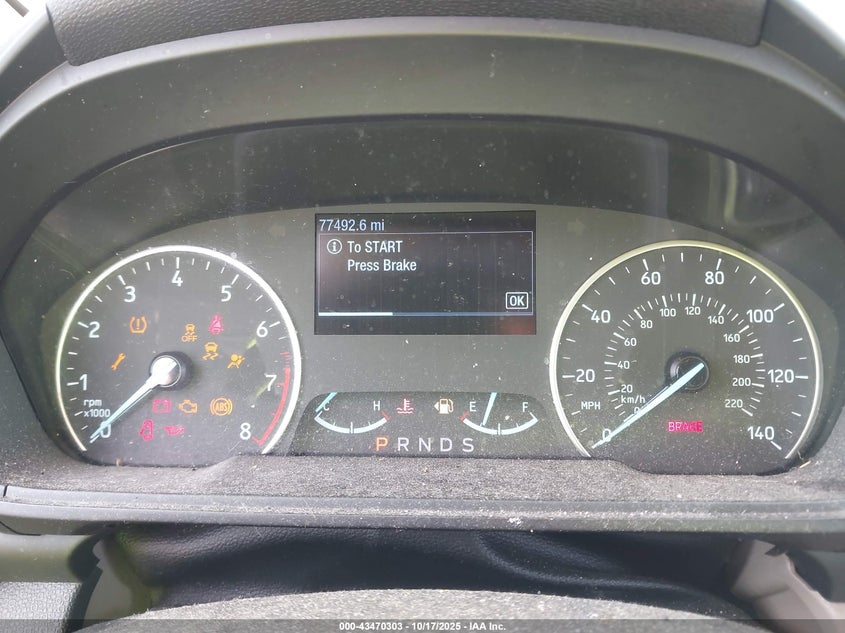 77492.6 mi
To START
Press Brake
OK
0 1 2 3 4 5 6 7 8
rpm
x1000
OFF
ABS
C H
E F
P R N D S
0 20 40 60 80 100 120 140
MPH
0 20 40 60 80 100 120 140 160 180 200 220
km/h
BRAKE
000-43470303 - 10/17/2025 - IAA Inc.